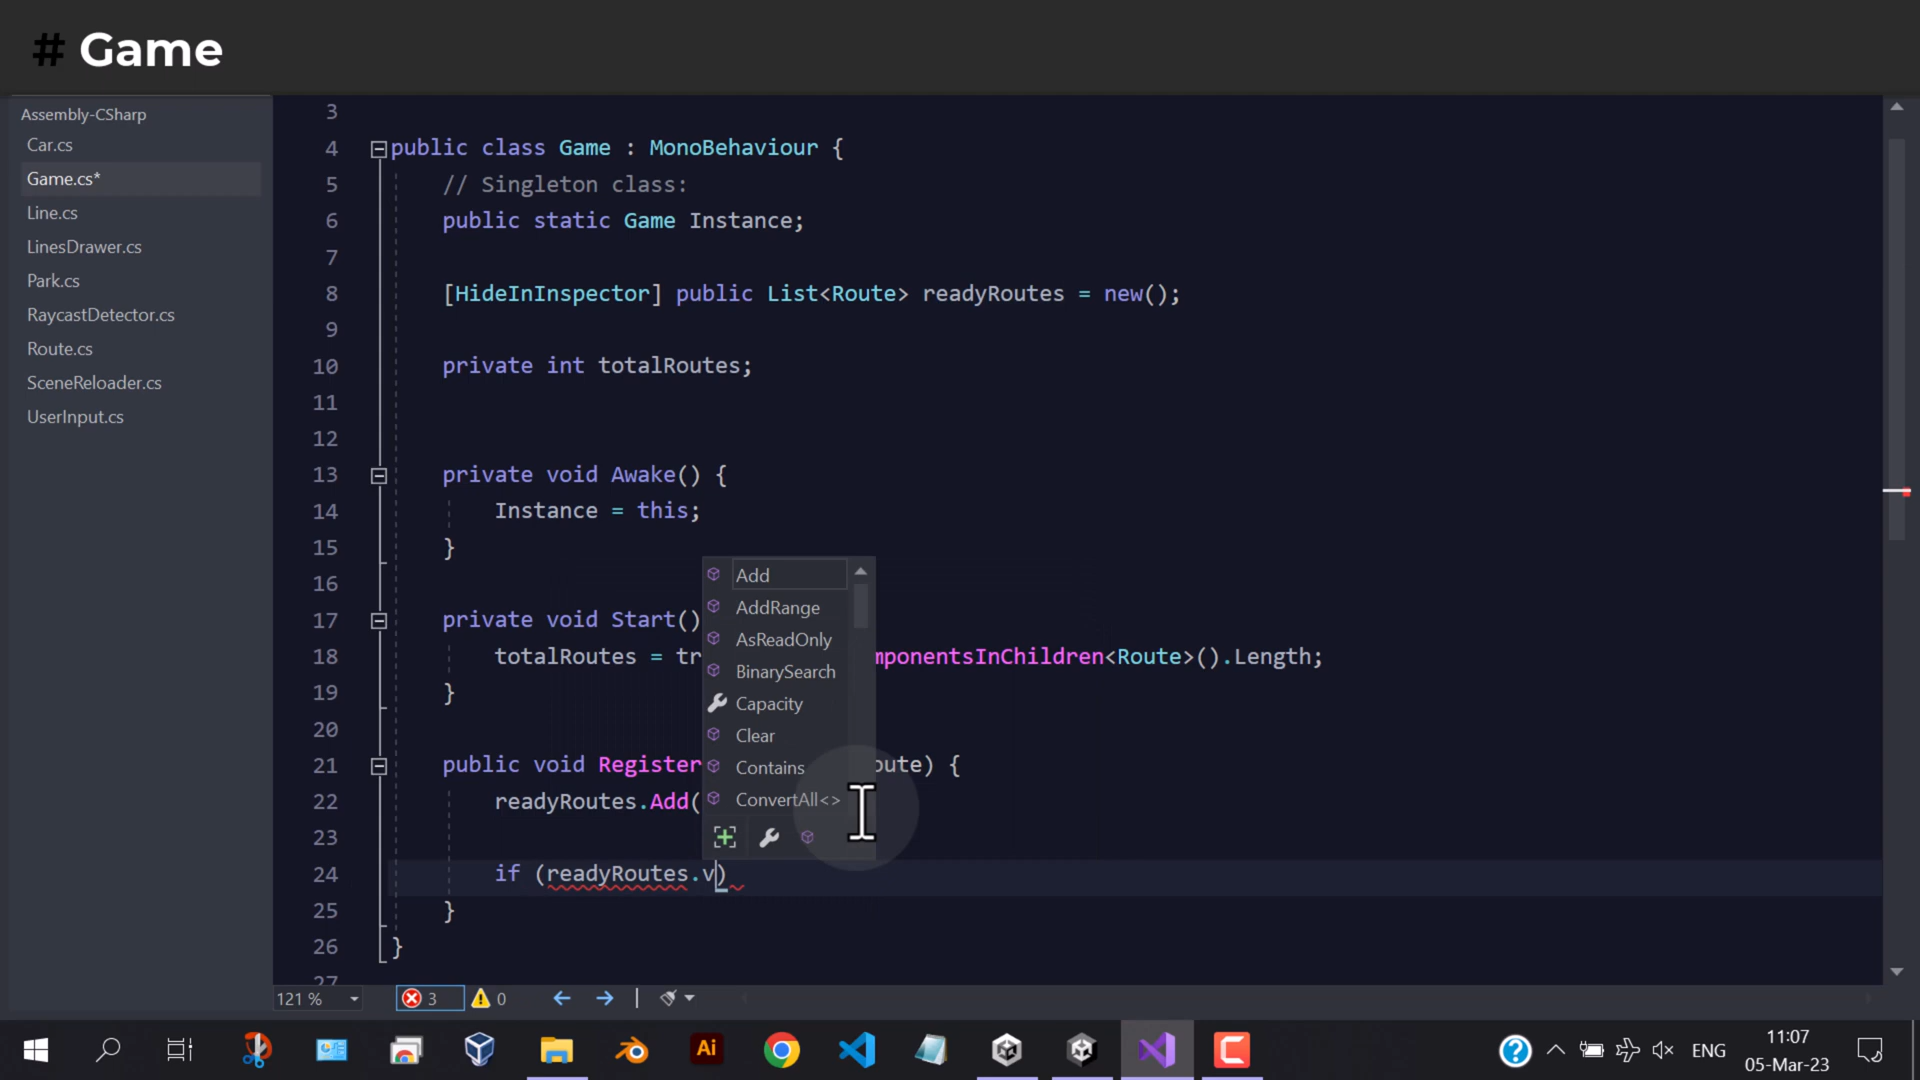 # Game
Assembly-CSharp
Car.cs
Game.cs*
Line.cs
LinesDrawer.cs
Park.cs
RaycastDetector.cs
Route.cs
SceneReloader.cs
UserInput.cs
3
4 public class Game : MonoBehaviour {
5 // Singleton class:
6 public static Game Instance;
7
8 [HideInInspector] public List<Route> readyRoutes = new();
9
10 private int totalRoutes;
11
12
13 private void Awake() {
14 Instance = this;
15 }
16
17 private void Start()
18 totalRoutes = tr mponentsInChildren<Route>().Length;
19 }
20
21 public void Register oute) {
22 readyRoutes.Add(
23
24 if (readyRoutes.v)
25 }
26 }
27
Add
AddRange
AsReadOnly
BinarySearch
Capacity
Clear
Contains
ConvertAll<>
121 % 3 0
Ai
ENG
11:07
05-Mar-23